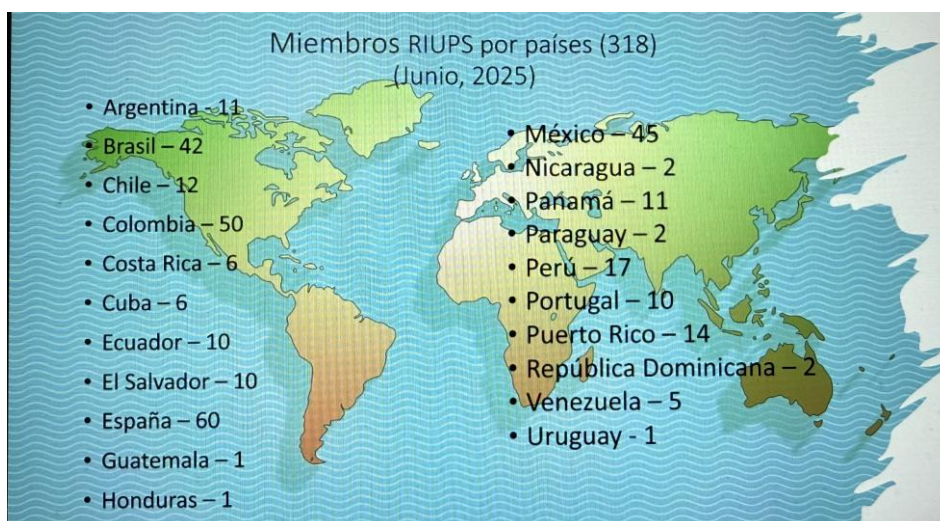 Miembros RIUPS por países (318)
(Junio, 2025)
• Argentina - 11
• Brasil – 42
• Chile – 12
• Colombia – 50
• Costa Rica – 6
• Cuba – 6
• Ecuador – 10
• El Salvador – 10
• España – 60
• Guatemala – 1
• Honduras – 1
• México – 45
• Nicaragua – 2
• Panamá – 11
• Paraguay – 2
• Perú – 17
• Portugal – 10
• Puerto Rico – 14
• República Dominicana – 2
• Venezuela – 5
• Uruguay - 1